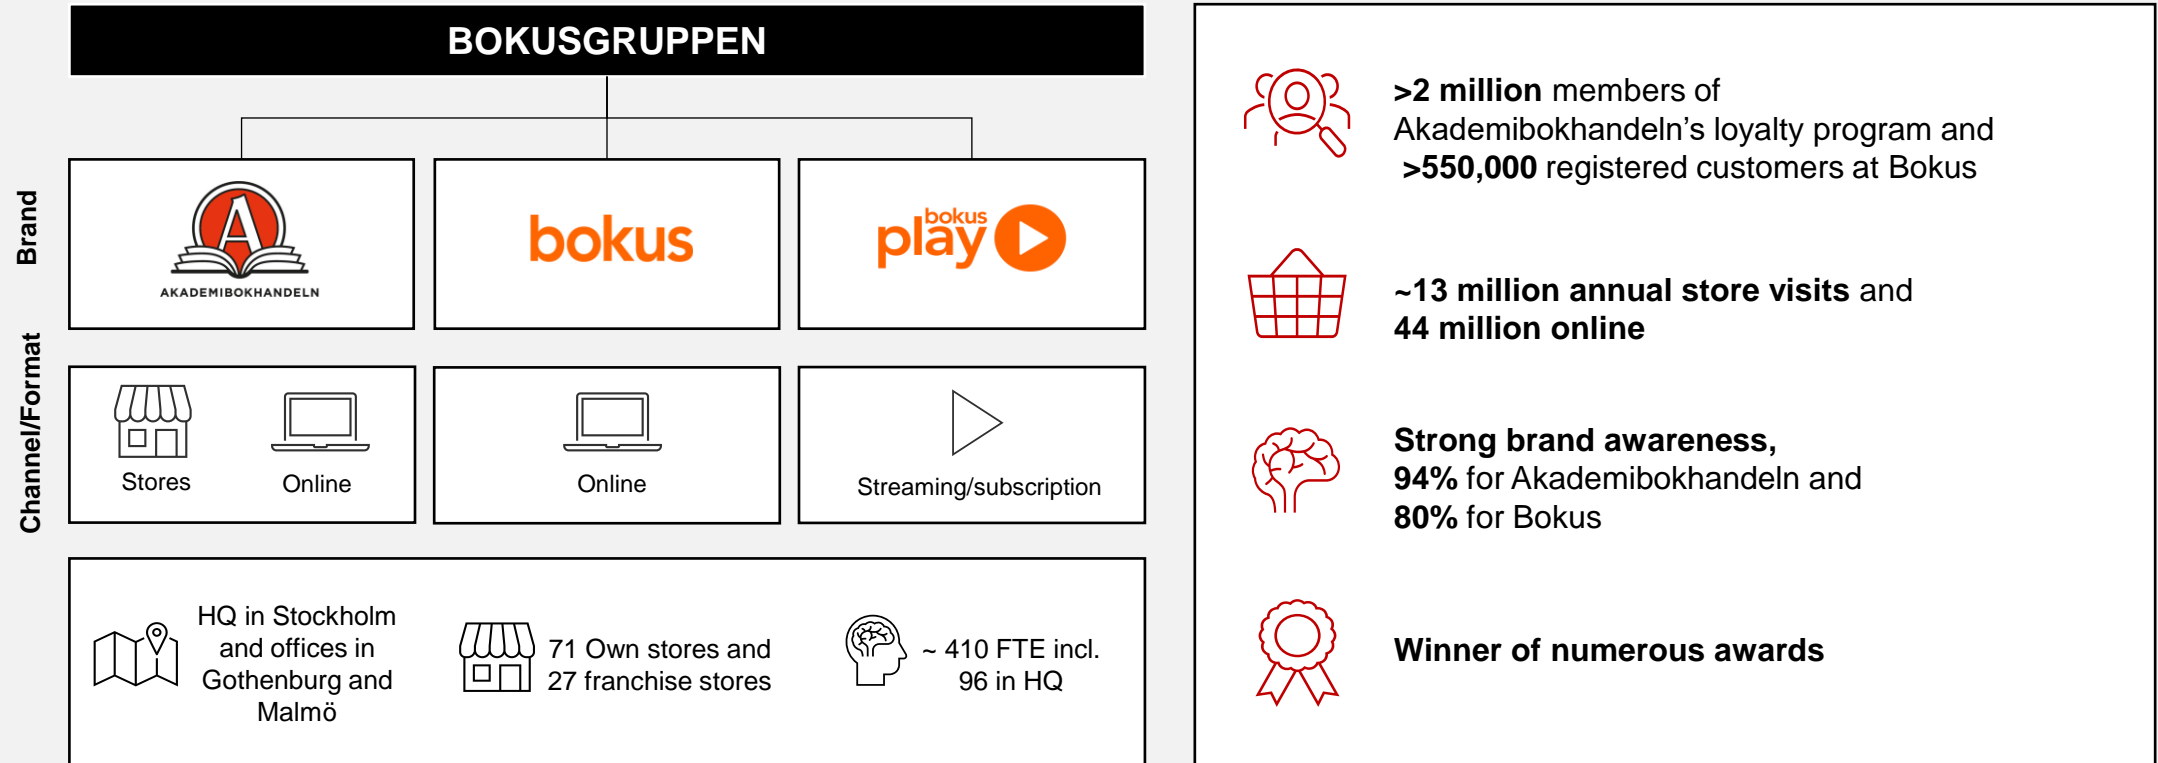 BOKUSGRUPPEN
Brand
A
AKADEMIBOKHANDELN
bokus
bokus
play
Channel/Format
Stores
Online
Online
Streaming/subscription
HQ in Stockholm
and offices in
Gothenburg and
Malmö
71 Own stores and
27 franchise stores
~ 410 FTE incl.
96 in HQ
>2 million members of
Akademibokhandeln’s loyalty program and
>550,000 registered customers at Bokus
~13 million annual store visits and
44 million online
Strong brand awareness,
94% for Akademibokhandeln and
80% for Bokus
Winner of numerous awards